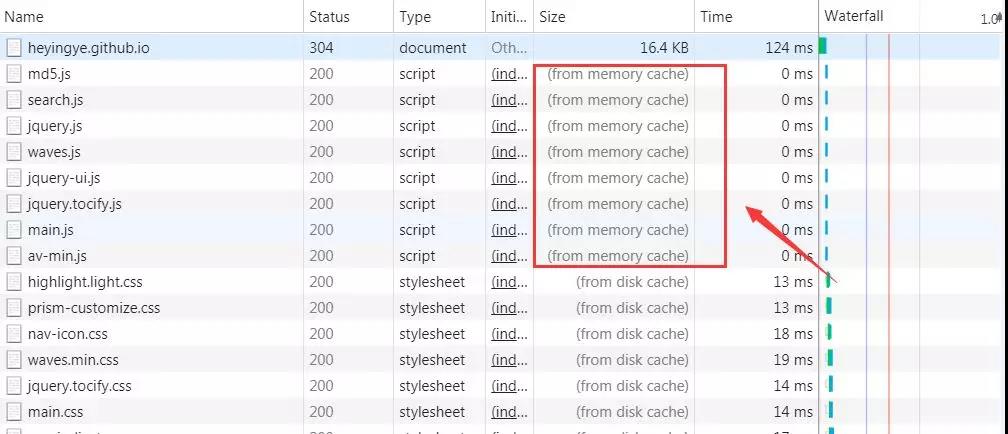 Name Status Type Initi... Size Time Waterfall 1.0
heyingye.github.io 304 document Oth... 16.4 KB 124 ms
md5.js 200 script (ind... (from memory cache) 0 ms
search.js 200 script (ind... (from memory cache) 0 ms
jquery.js 200 script (ind... (from memory cache) 0 ms
waves.js 200 script (ind... (from memory cache) 0 ms
jquery-ui.js 200 script (ind... (from memory cache) 0 ms
jquery.tocify.js 200 script (ind... (from memory cache) 0 ms
main.js 200 script (ind... (from memory cache) 0 ms
av-min.js 200 script (ind... (from memory cache) 0 ms
highlight.light.css 200 stylesheet (ind... (from disk cache) 13 ms
prism-customize.css 200 stylesheet (ind... (from disk cache) 13 ms
nav-icon.css 200 stylesheet (ind... (from disk cache) 18 ms
waves.min.css 200 stylesheet (ind... (from disk cache) 19 ms
jquery.tocify.css 200 stylesheet (ind... (from disk cache) 14 ms
main.css 200 stylesheet (ind... (from disk cache) 14 ms